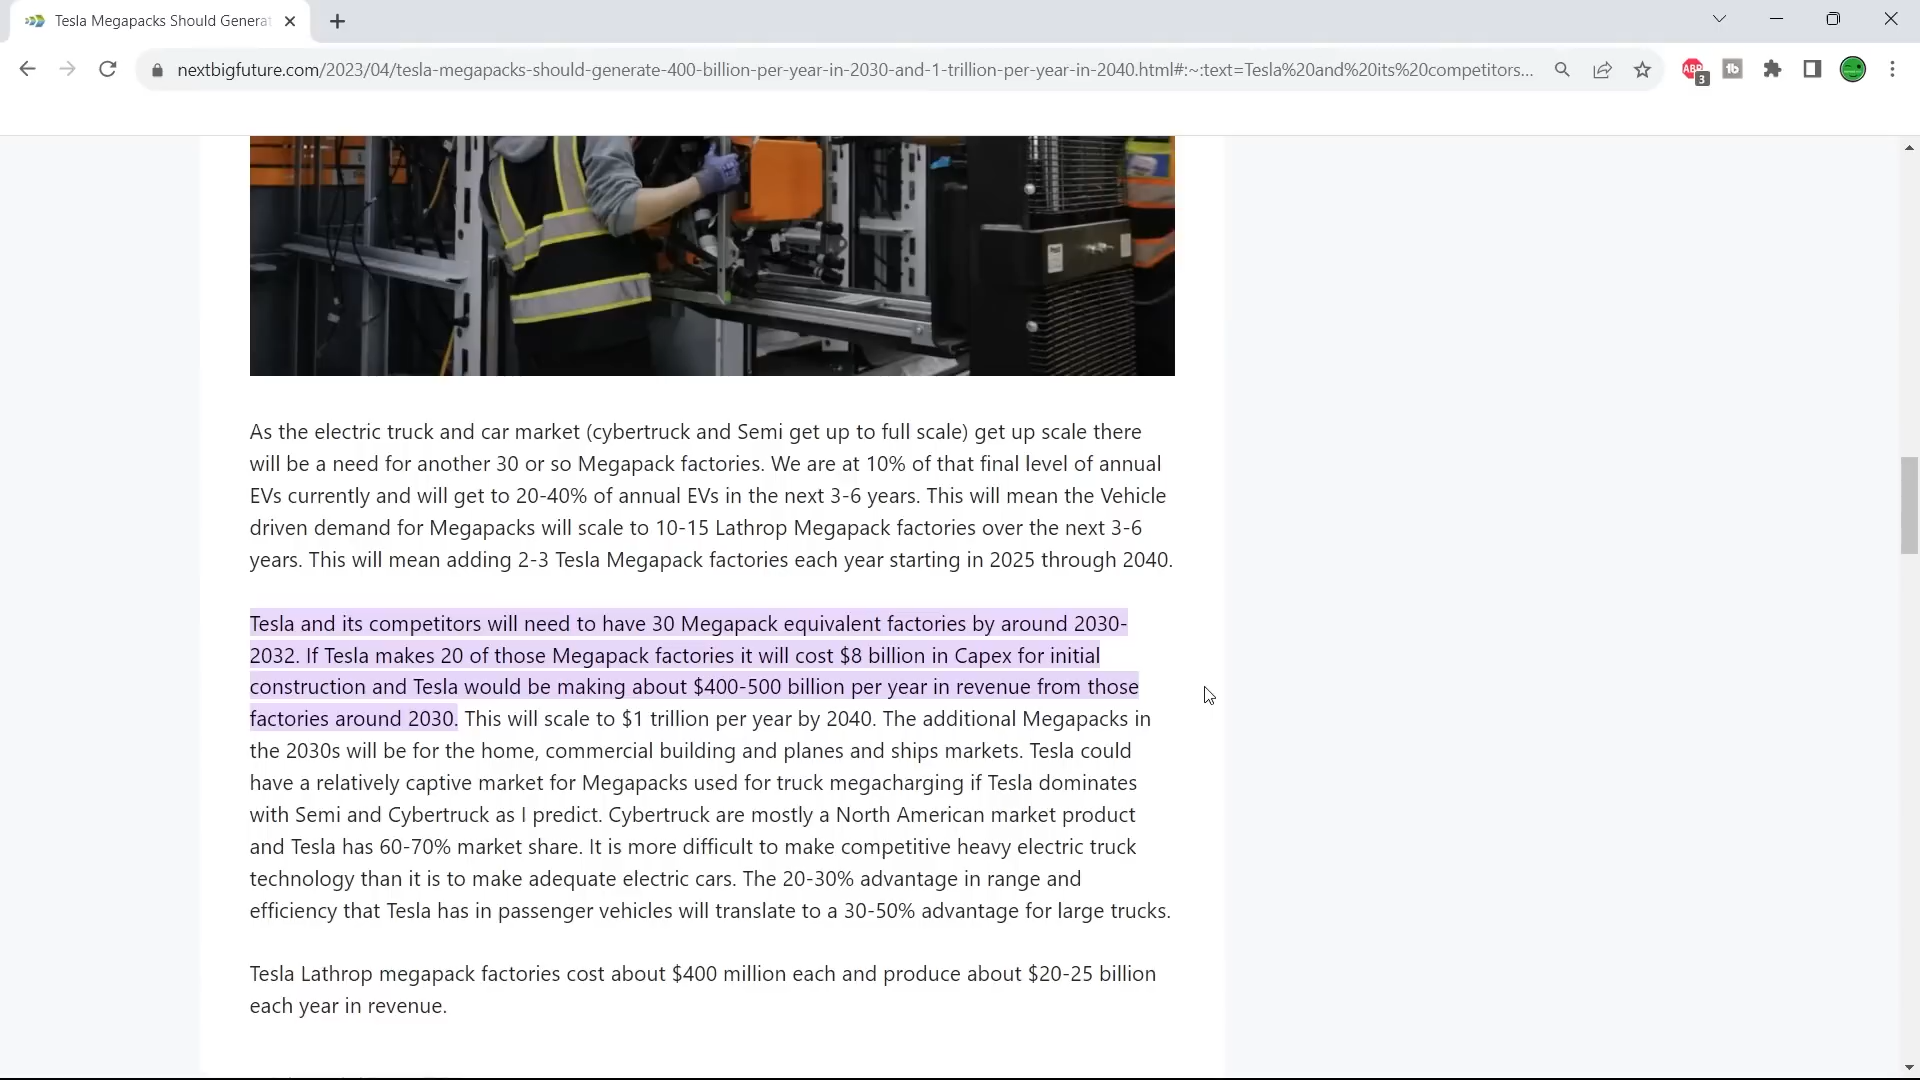 Tesla Megapacks Should Genera
nextbigfuture.com/2023/04/tesla-megapacks-should-generate-400-billion-per-year-in-2030-and-1-trillion-per-year-in-2040.html#:~:text=Tesla%20and%20its%20competitors...
ABP
3
tb
As the electric truck and car market (cybertruck and Semi get up to full scale) get up scale there
will be a need for another 30 or so Megapack factories. We are at 10% of that final level of annual
EVs currently and will get to 20-40% of annual EVs in the next 3-6 years. This will mean the Vehicle
driven demand for Megapacks will scale to 10-15 Lathrop Megapack factories over the next 3-6
years. This will mean adding 2-3 Tesla Megapack factories each year starting in 2025 through 2040.
Tesla and its competitors will need to have 30 Megapack equivalent factories by around 2030-
2032. If Tesla makes 20 of those Megapack factories it will cost $8 billion in Capex for initial
construction and Tesla would be making about $400-500 billion per year in revenue from those
factories around 2030. This will scale to $1 trillion per year by 2040. The additional Megapacks in
the 2030s will be for the home, commercial building and planes and ships markets. Tesla could
have a relatively captive market for Megapacks used for truck megacharging if Tesla dominates
with Semi and Cybertruck as I predict. Cybertruck are mostly a North American market product
and Tesla has 60-70% market share. It is more difficult to make competitive heavy electric truck
technology than it is to make adequate electric cars. The 20-30% advantage in range and
efficiency that Tesla has in passenger vehicles will translate to a 30-50% advantage for large trucks.
Tesla Lathrop megapack factories cost about $400 million each and produce about $20-25 billion
each year in revenue.